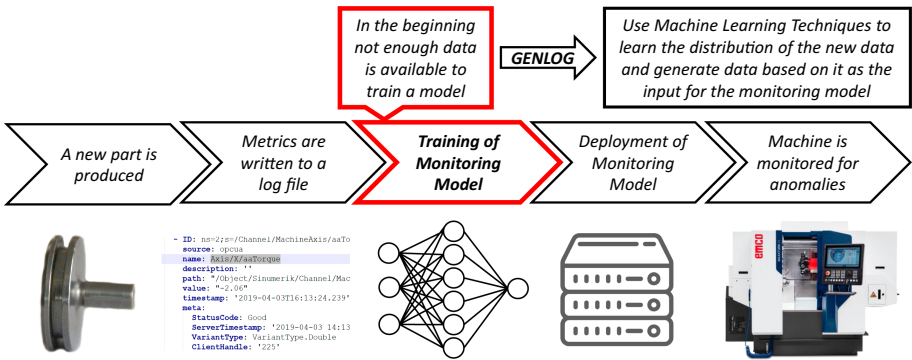 In the beginning
not enough data
is available to
train a model
GENLOG
Use Machine Learning Techniques to
learn the distribution of the new data
and generate data based on it as the
input for the monitoring model
A new part is
produced
Metrics are
written to a
log file
Training of
Monitoring
Model
Deployment of
Monitoring
Model
Machine is
monitored for
anomalies
- ID: ns=2;s=/Channel/MachineAxis/aaTo
source: opcua
name: Axis/X/aaTorque
description: ''
path: "/Object/Sinumerik/Channel/Mac
value: "-2.06"
timestamp: '2019-04-03T16:13:24.239'
meta:
StatusCode: Good
ServerTimestamp: '2019-04-03 14:13
VariantType: VariantType.Double
ClientHandle: '225'
emco